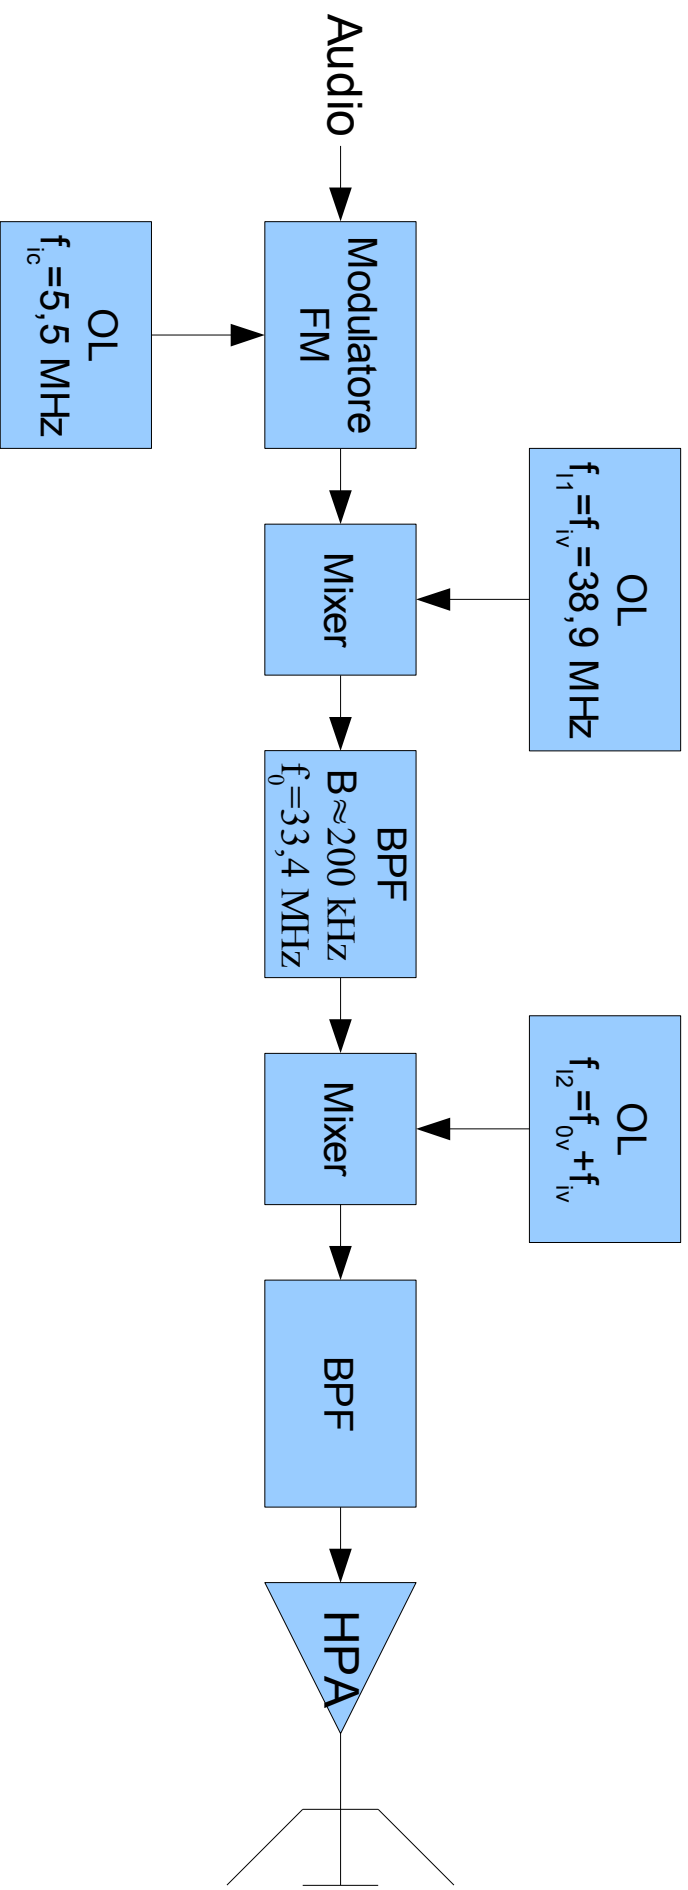 Audio
Modulatore
FM
OL
f_ic=5,5 MHz
OL
f_l1=f_iv=38,9 MHz
Mixer
BPF
B≈200 kHz
f_0=33,4 MHz
OL
f_l2=f_0v+f_iv
Mixer
BPF
HPA